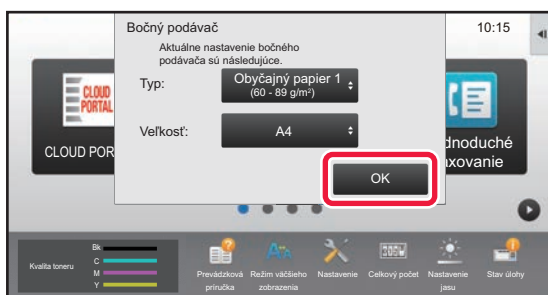 Bočný podávač
10:15
Aktuálne nastavenie bočného
podávača sú následujúce.
Typ:
Obyčajný papier 1
(60 - 89 g/m²)
Veľkosť:
A4
OK
CLOUD
PORTAL
CLOUD POR
dnoduché
xovanie
Kvalita toneru
Bk
C
M
Y
Prevádzková
príručka
Režim väčšieho
zobrazenia
Nastavenie
Celkový počet
Nastavenie
jasu
Stav úlohy